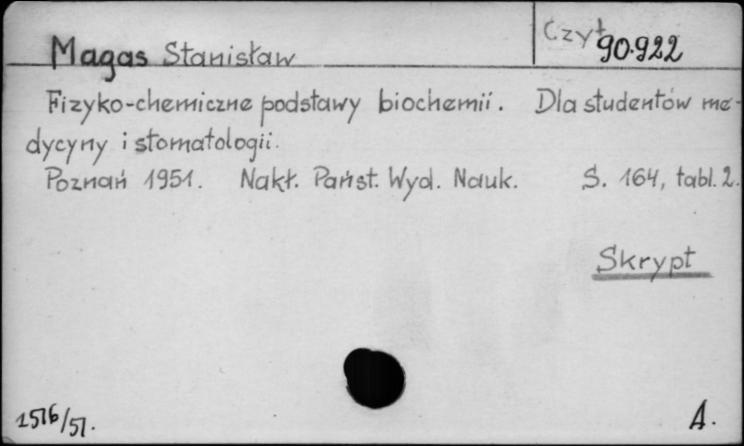 Czyt 90.922
Magas Stanisław
Fizyko-chemiczne podstawy biochemii. Dla studentów me-
dycyny i stomatologii.
Poznań 1951. Nakł. Państ. Wyd. Nauk. S. 164, tabl. 2.
Skrypt
1516/51. A.